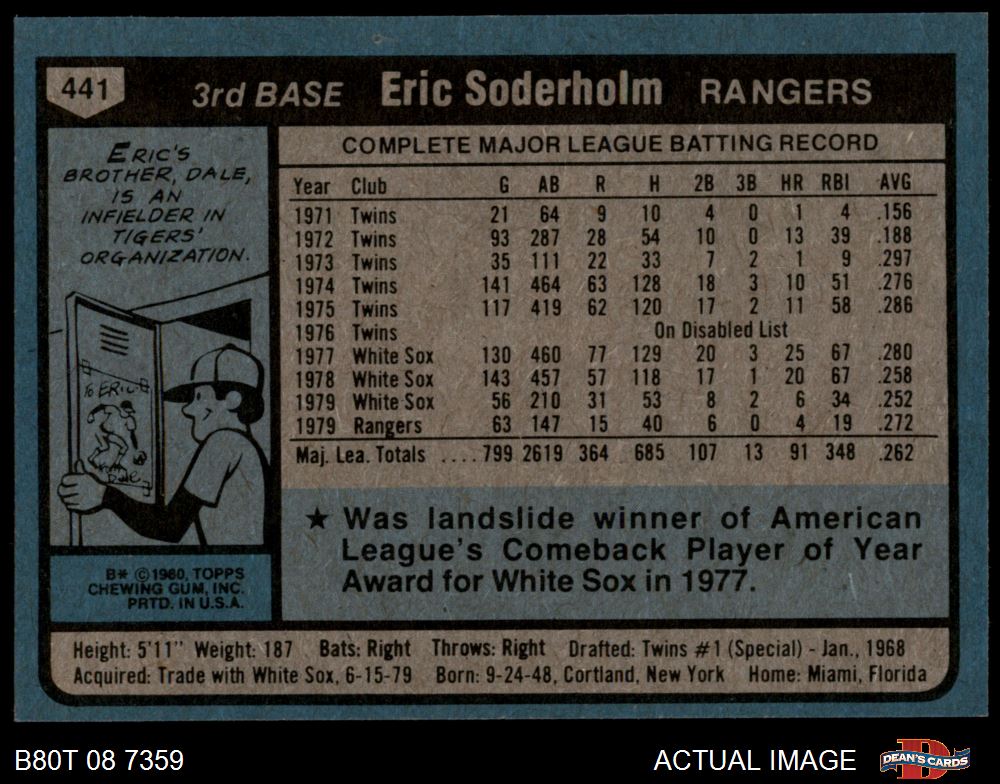 441 3rd BASE Eric Soderholm RANGERS
ERIC'S
BROTHER, DALE,
IS AN
INFIELDER IN
TIGERS'
ORGANIZATION.
TO ERIC
Dale
B* ©1980, TOPPS
CHEWING GUM, INC.
PRTD. IN U.S.A.
COMPLETE MAJOR LEAGUE BATTING RECORD
Year Club G AB R H 2B 3B HR RBI AVG
1971 Twins 21 64 9 10 4 0 1 4 .156
1972 Twins 93 287 28 54 10 0 13 39 .188
1973 Twins 35 111 22 33 7 2 1 9 .297
1974 Twins 141 464 63 128 18 3 10 51 .276
1975 Twins 117 419 62 120 17 2 11 58 .286
1976 Twins On Disabled List
1977 White Sox 130 460 77 129 20 3 25 67 .280
1978 White Sox 143 457 57 118 17 1 20 67 .258
1979 White Sox 56 210 31 53 8 2 6 34 .252
1979 Rangers 63 147 15 40 6 0 4 19 .272
Maj. Lea. Totals ....799 2619 364 685 107 13 91 348 .262
★ Was landslide winner of American
League's Comeback Player of Year
Award for White Sox in 1977.
Height: 5'11" Weight: 187 Bats: Right Throws: Right Drafted: Twins #1 (Special) - Jan., 1968
Acquired: Trade with White Sox, 6-15-79 Born: 9-24-48, Cortland, New York Home: Miami, Florida
B80T 08 7359 ACTUAL IMAGE D DEAN'S CARDS